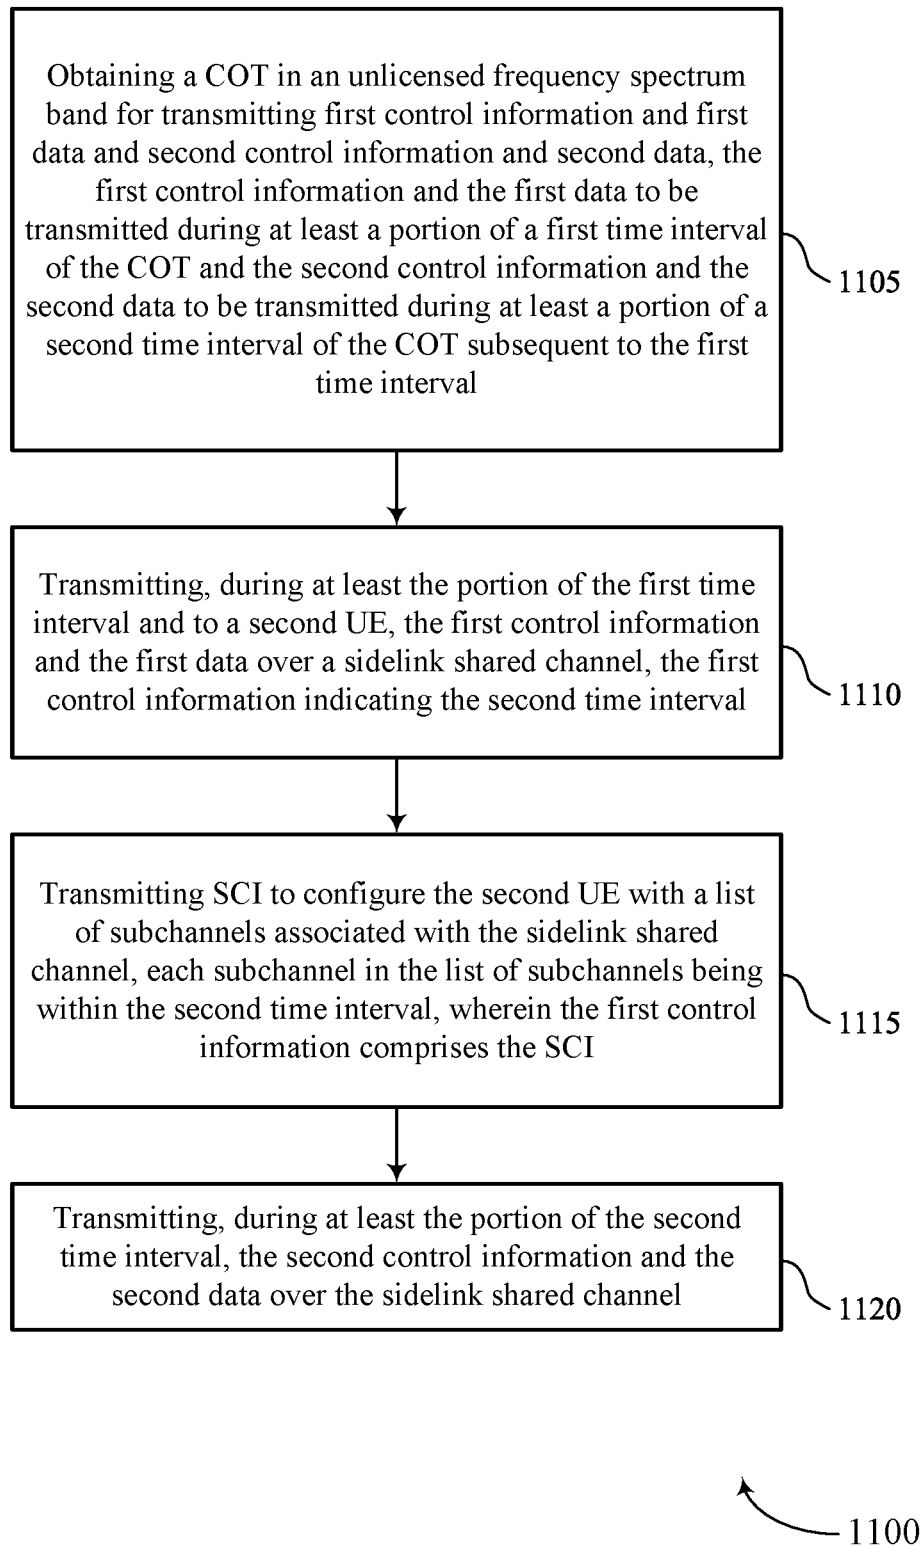 Obtaining a COT in an unlicensed frequency spectrum
band for transmitting first control information and first
data and second control information and second data, the
first control information and the first data to be
transmitted during at least a portion of a first time interval
of the COT and the second control information and the
second data to be transmitted during at least a portion of a
second time interval of the COT subsequent to the first
time interval
1105
Transmitting, during at least the portion of the first time
interval and to a second UE, the first control information
and the first data over a sidelink shared channel, the first
control information indicating the second time interval
1110
Transmitting SCI to configure the second UE with a list
of subchannels associated with the sidelink shared
channel, each subchannel in the list of subchannels being
within the second time interval, wherein the first control
information comprises the SCI
1115
Transmitting, during at least the portion of the second
time interval, the second control information and the
second data over the sidelink shared channel
1120
1100